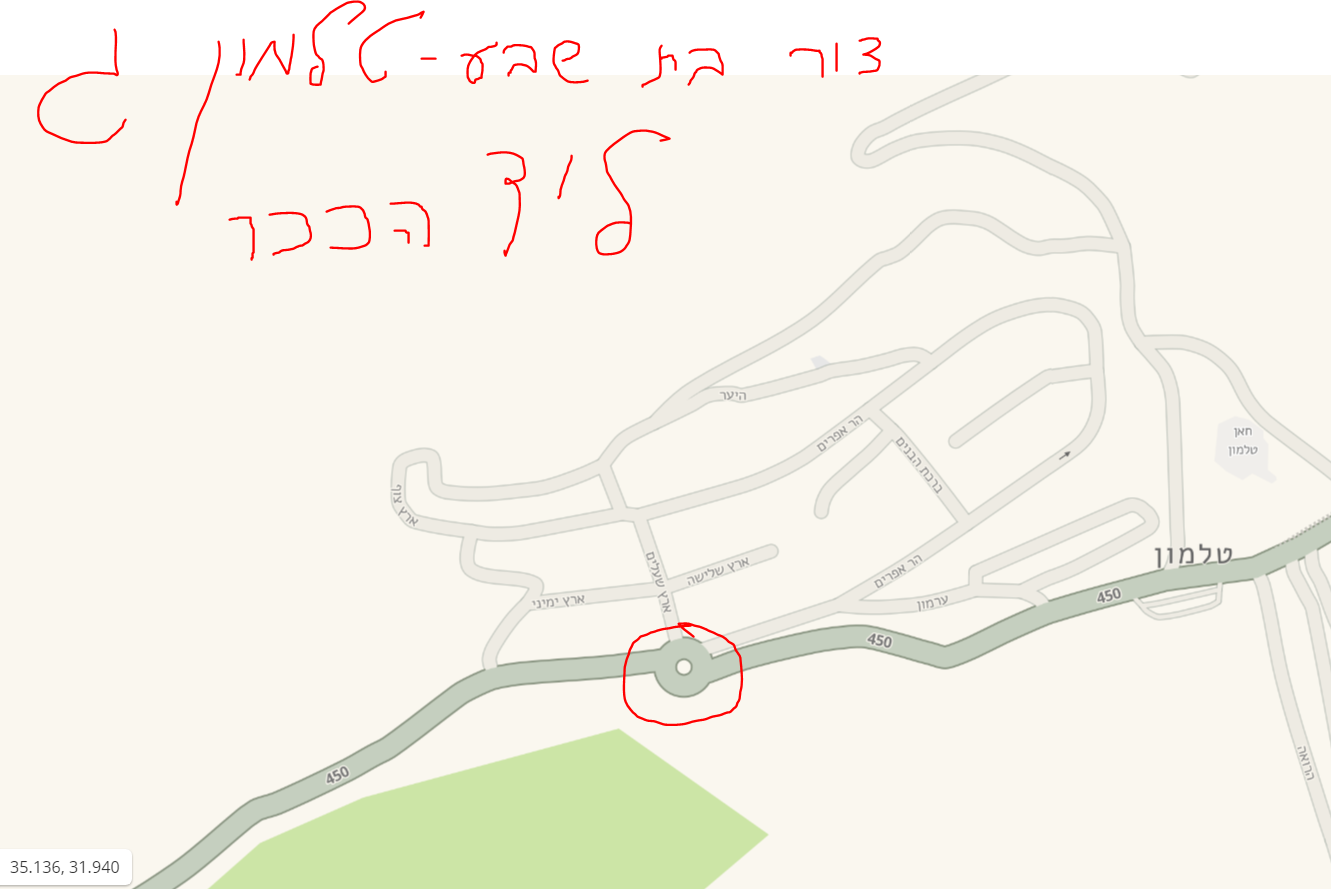 צור בת שבע-טלמון
ליד הככר
היער
הר אפרים
ברכת הבנים
חאן
טלמון
ארץ צוף
ארץ שעלים
ארץ שלישה
ארץ ימיני
הר אפרים
ערמון
טלמון
450
450
450
הרואה
35.136, 31.940